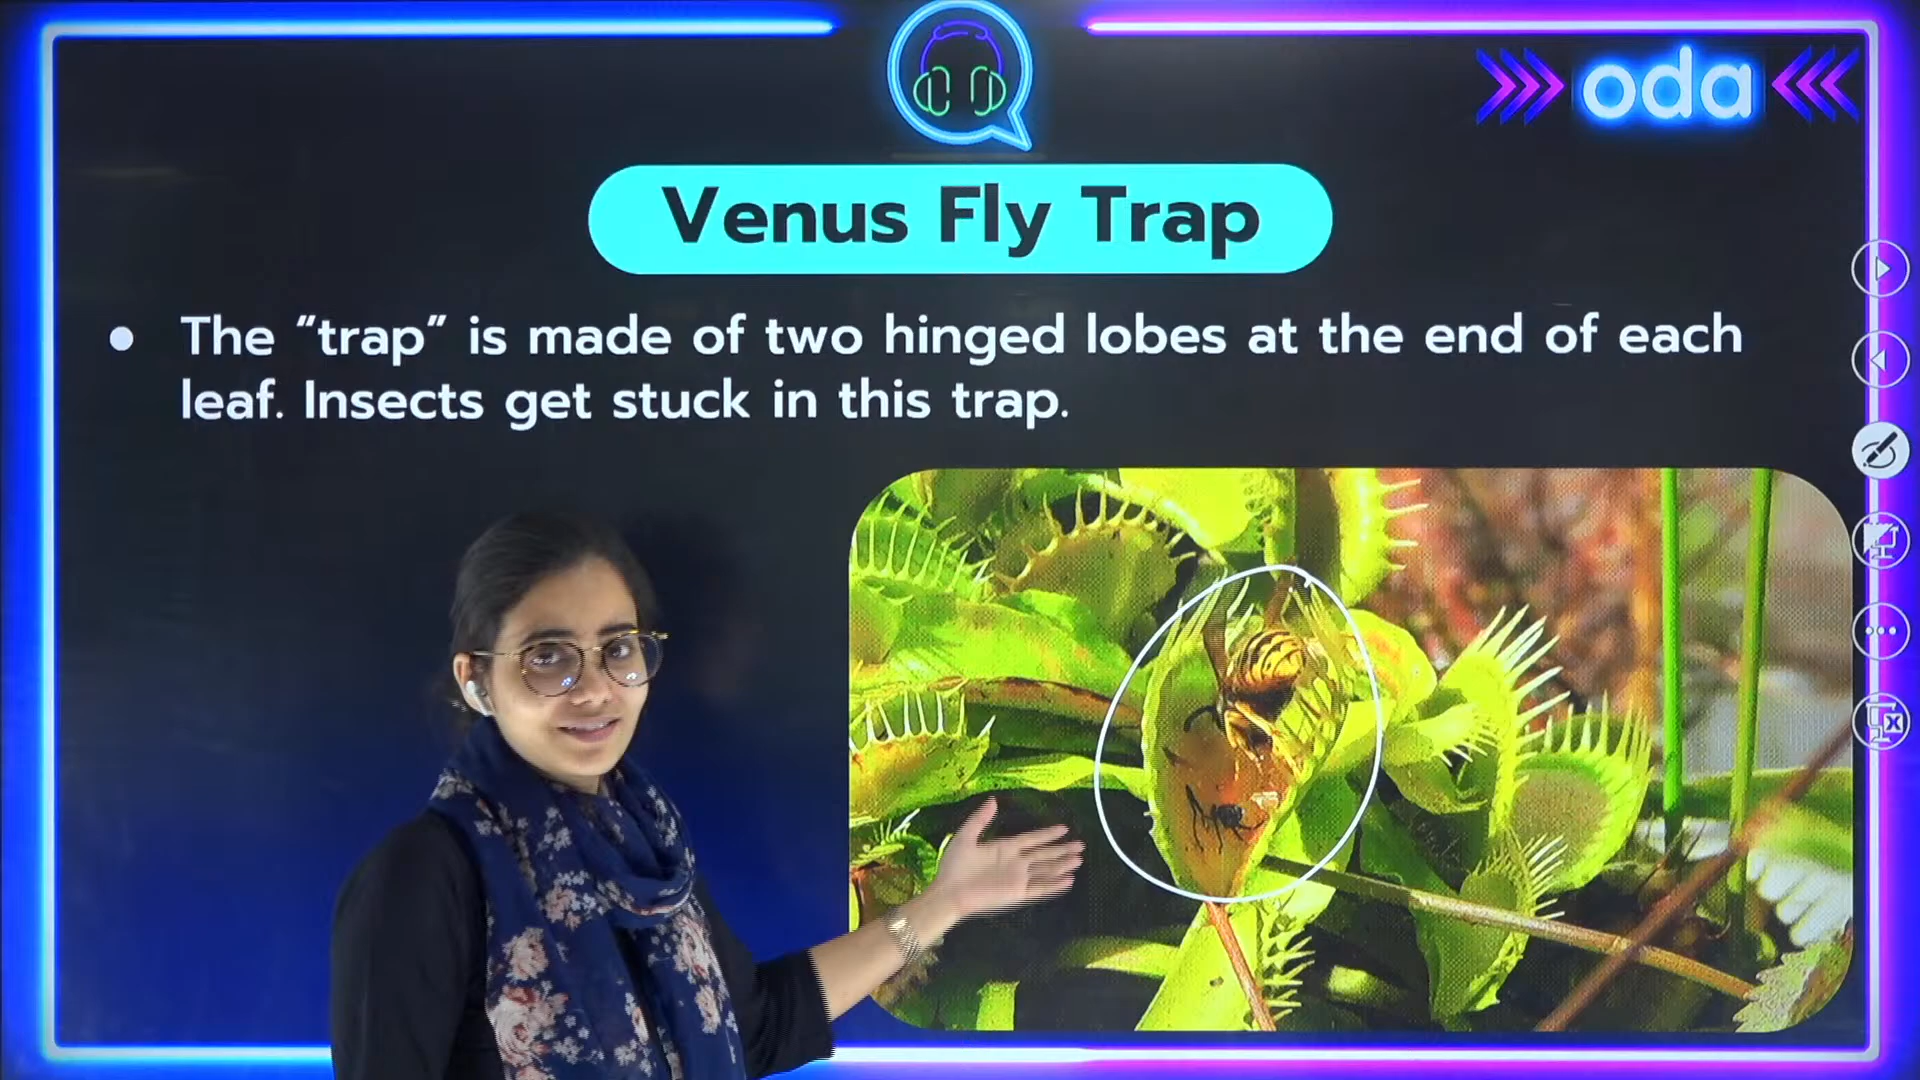 oda
Venus Fly Trap
• The “trap” is made of two hinged lobes at the end of each
leaf. Insects get stuck in this trap.